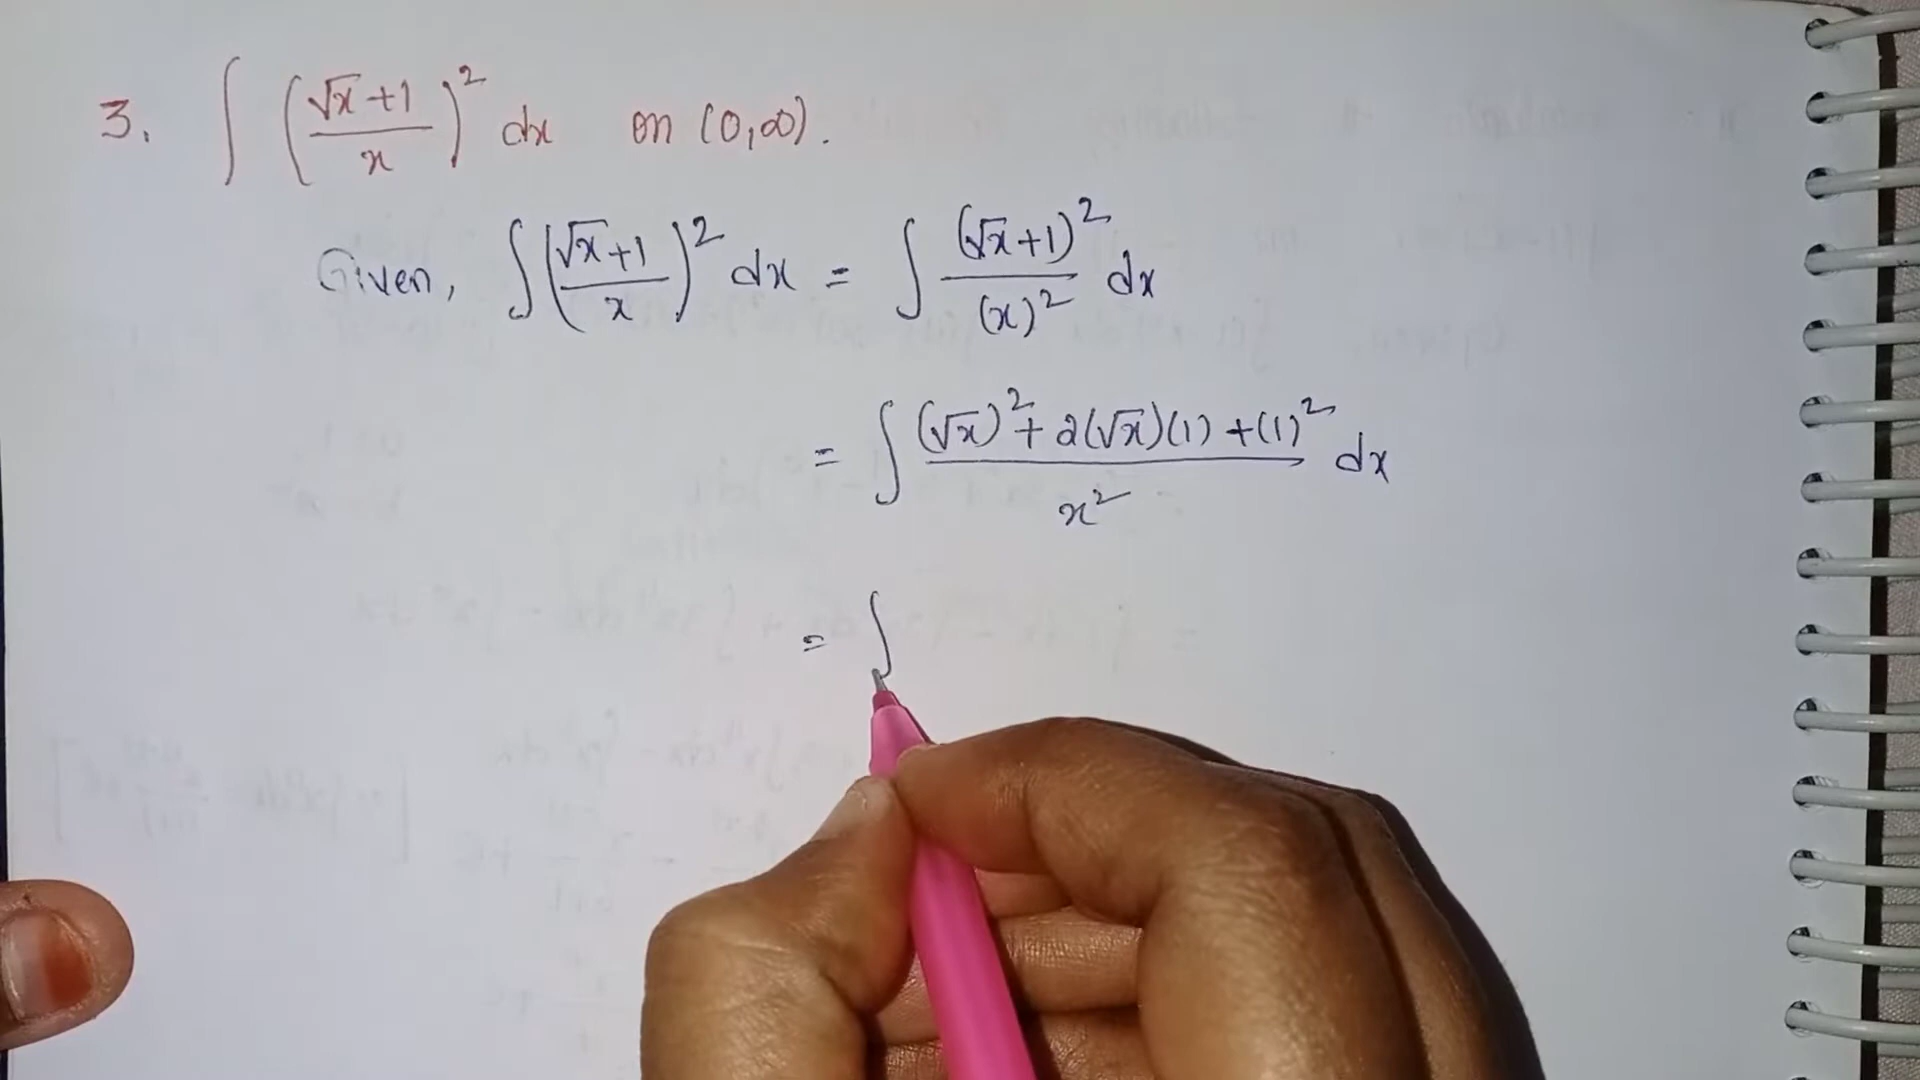 3. ∫ ((√x+1)/x)² dx on (0,∞).
Given, ∫((√x+1)/x)² dx = ∫ (√x+1)²/(x)² dx
= ∫ ((√x)²+2(√x)(1)+(1)²)/x² dx
= ∫